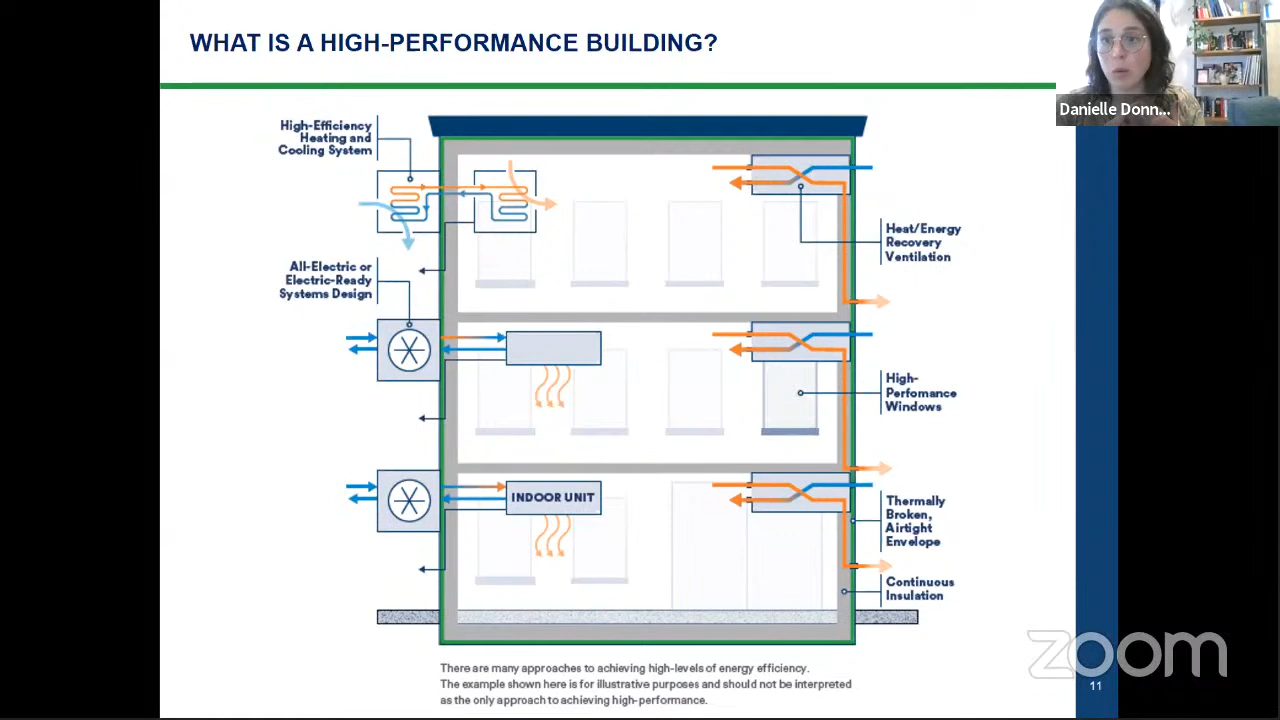 WHAT IS A HIGH-PERFORMANCE BUILDING?
Danielle Donn...
High-Efficiency
Heating and
Cooling System
All-Electric or
Electric-Ready
Systems Design
INDOOR UNIT
Heat/Energy
Recovery
Ventilation
High-
Perfomance
Windows
Thermally
Broken,
Airtight
Envelope
Continuous
Insulation
There are many approaches to achieving high-levels of energy efficiency.
The example shown here is for illustrative purposes and should not be interpreted
as the only approach to achieving high-performance.
zoom
11